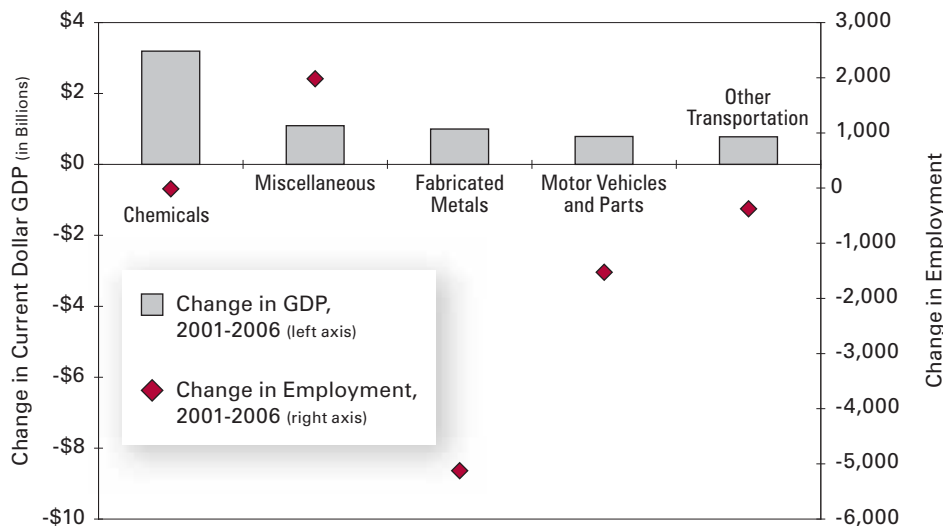 $4
$2
$0
-$2
-$4
-$6
-$8
-$10
Change in Current Dollar GDP (in Billions)
Chemicals
Miscellaneous
Fabricated
Metals
Motor Vehicles
and Parts
Other
Transportation
Change in GDP,
2001-2006 (left axis)
Change in Employment,
2001-2006 (right axis)
3,000
2,000
1,000
0
-1,000
-2,000
-3,000
-4,000
-5,000
-6,000
Change in Employment